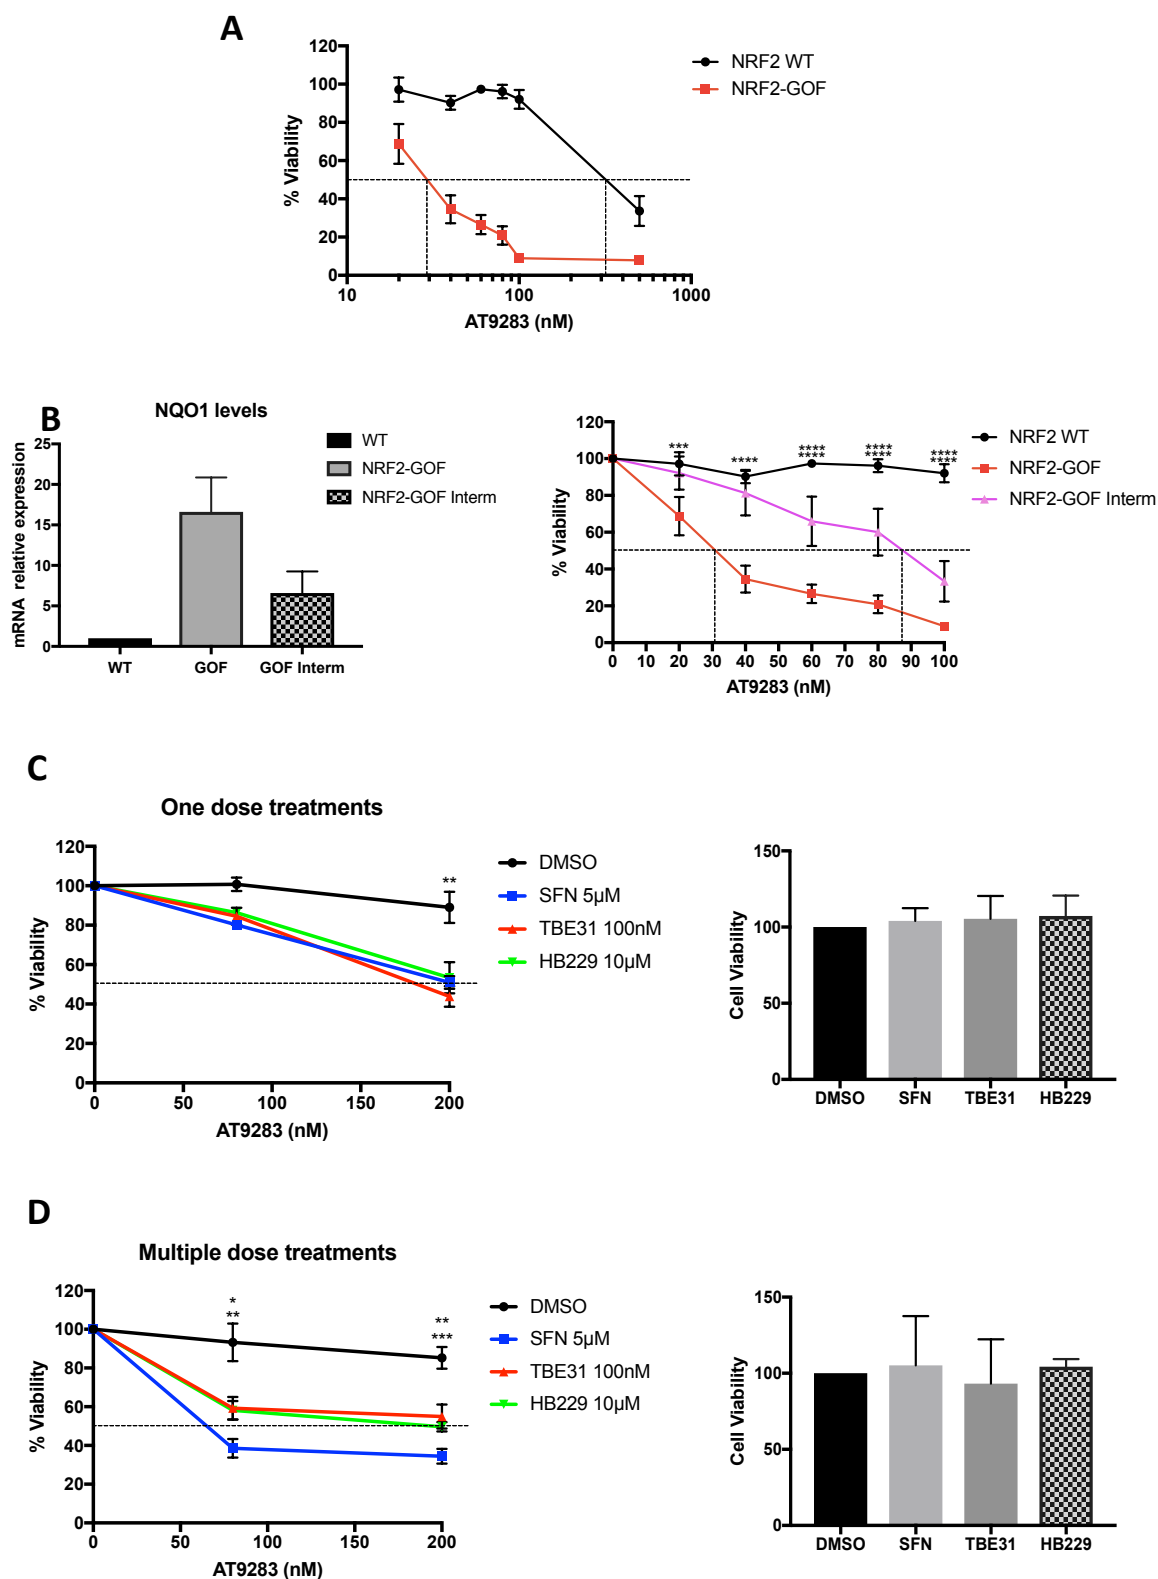 A
120
100
80
60
40
20
0
% Viability
10
100
1000
AT9283 (nM)
NRF2 WT
NRF2-GOF
B
NQO1 levels
25
20
15
10
5
0
mRNA relative expression
WT
GOF
GOF Interm
WT
NRF2-GOF
NRF2-GOF Interm
120
100
80
60
40
20
0
% Viability
*** **** **** **** ****
**** **** ****
0 10 20 30 40 50 60 70 80 90 100
AT9283 (nM)
NRF2 WT
NRF2-GOF
NRF2-GOF Interm
C
One dose treatments
120
100
80
60
40
20
0
% Viability
**
0 50 100 150 200
AT9283 (nM)
DMSO
SFN 5µM
TBE31 100nM
HB229 10µM
150
100
50
0
Cell Viability
DMSO SFN TBE31 HB229
D
Multiple dose treatments
120
100
80
60
40
20
0
% Viability
* **
** ***
0 50 100 150 200
AT9283 (nM)
DMSO
SFN 5µM
TBE31 100nM
HB229 10µM
150
100
50
0
Cell Viability
DMSO SFN TBE31 HB229